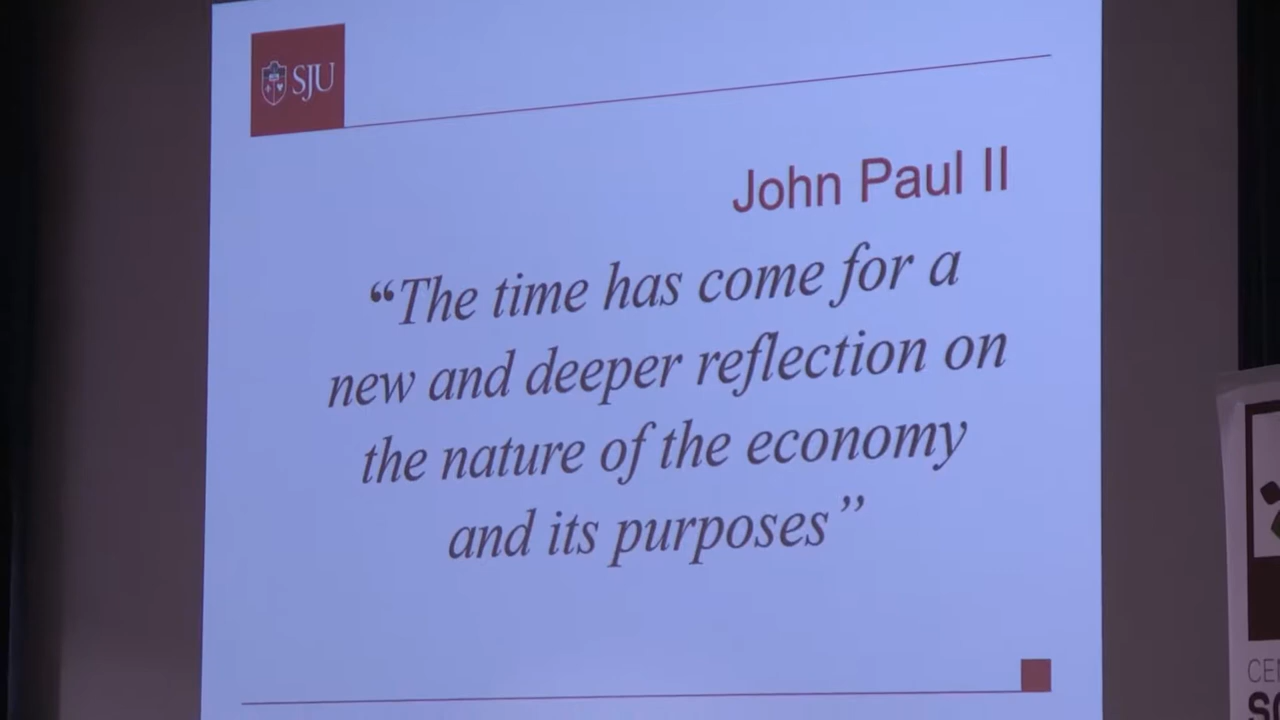 SJU
John Paul II
“The time has come for a
new and deeper reflection on
the nature of the economy
and its purposes”